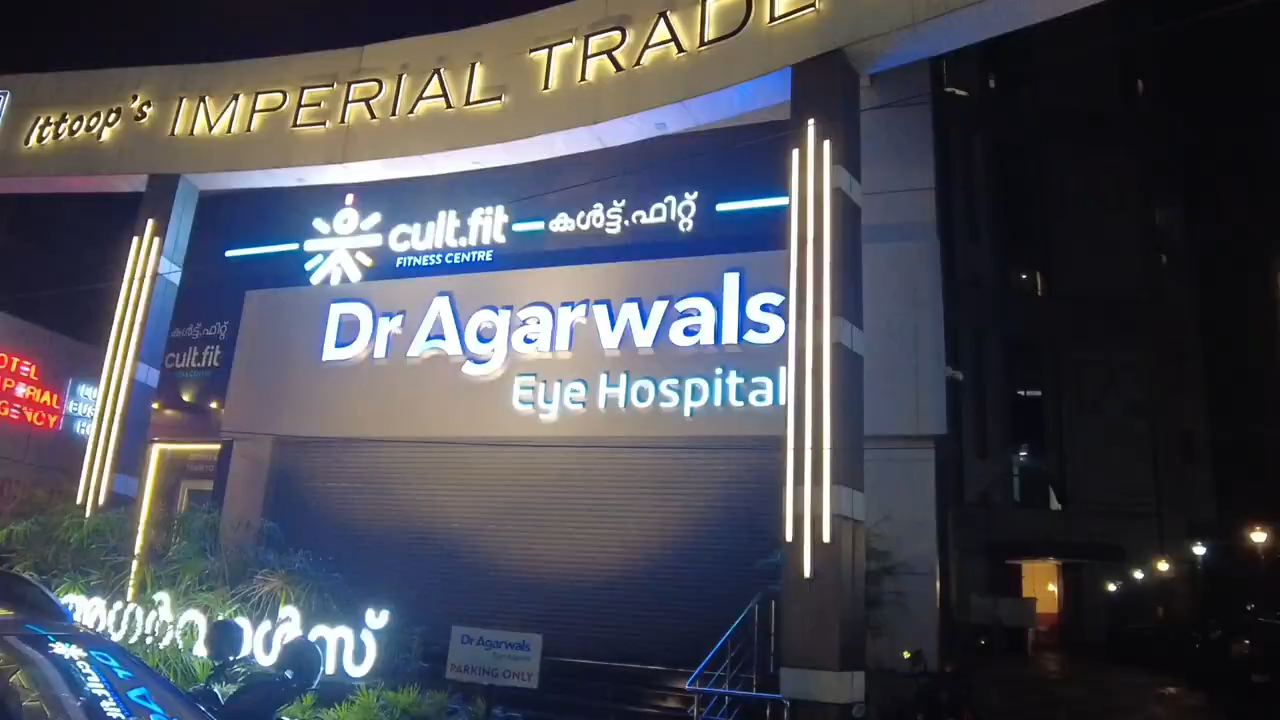 Ittoop's IMPERIAL TRADE
cult.fit കൾട്ട്.ഫിറ്റ്
FITNESS CENTRE
Dr Agarwals
Eye Hospital
കൾട്ട്.ഫിറ്റ്
cult.fit
OTEL
PERIAL
GENCY
Dr Agarwals
PARKING ONLY